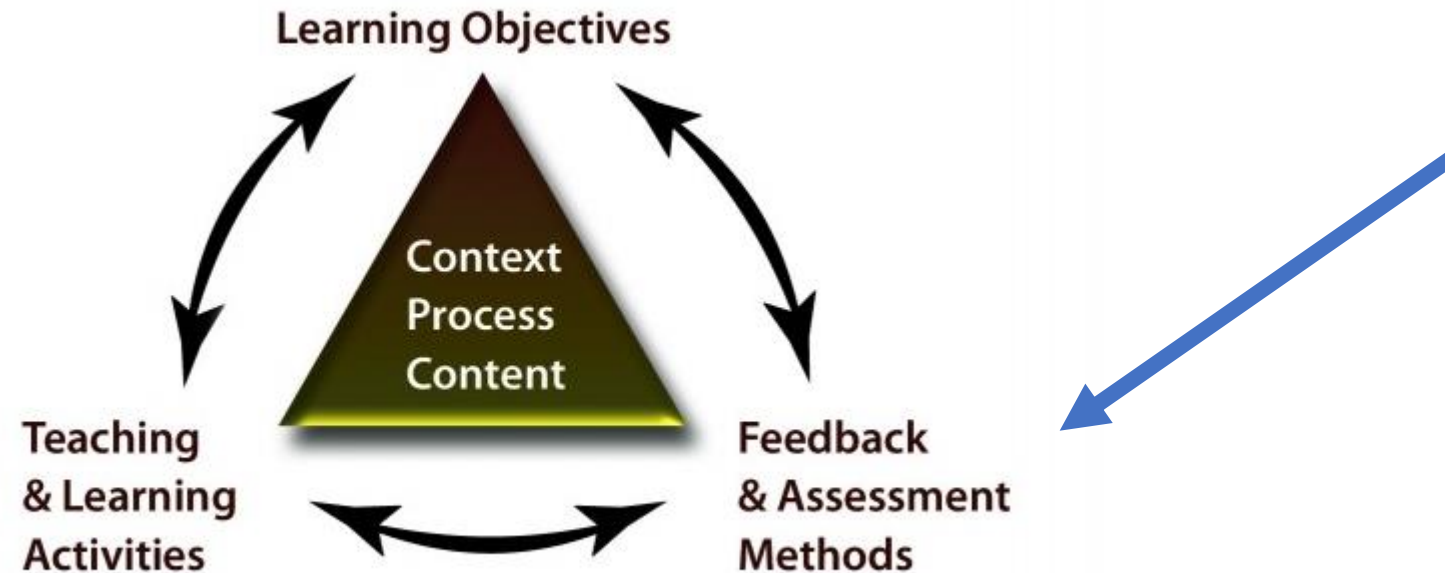 Learning Objectives
Context
Process
Content
Teaching
& Learning
Activities
Feedback
& Assessment
Methods